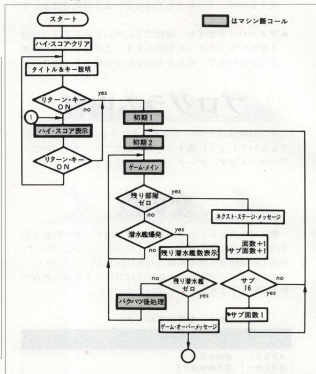 はマシン語コール
スタート
ハイ・スコア・クリア
タイトル&キー説明
リターン・キー
ON
yes
no
1
ハイ・スコア表示
リターン・キー
ON
yes
no
初期1
初期2
ゲーム・メイン
残り部隊
ゼロ
yes
no
潜水艦爆発
yes
no
残り潜水艦数表示
残り潜水艦
ゼロ
no
yes
バクハツ後処理
ゲーム・オーバーメッセージ
ネクスト・ステージ・メッセージ
面数+1
サブ面数+1
サブ
16
no
yes
サブ面数1